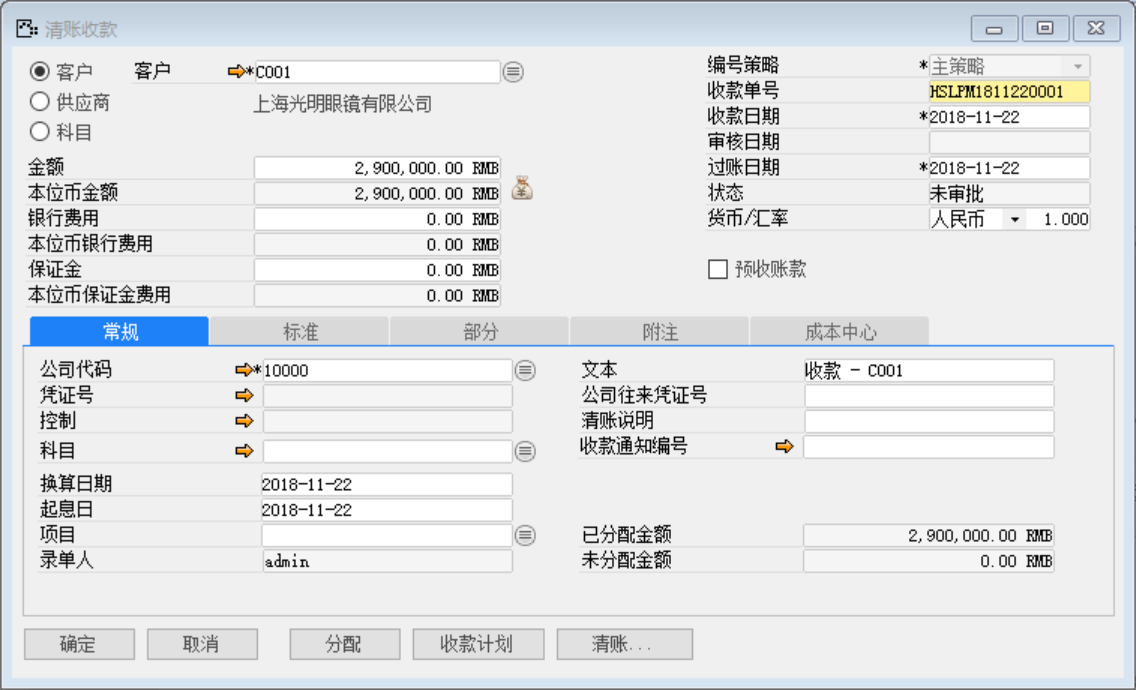 清账收款
客户 客户 *C001
供应商 上海光明眼镜有限公司
科目
金额 2,900,000.00 RMB
本位币金额 2,900,000.00 RMB
银行费用 0.00 RMB
本位币银行费用 0.00 RMB
保证金 0.00 RMB
本位币保证金费用 0.00 RMB
编号策略 *主策略
收款单号 HSLPM1811220001
收款日期 *2018-11-22
审核日期
过账日期 *2018-11-22
状态 未审批
货币/汇率 人民币 1.000
预收账款
常规 标准 部分 附注 成本中心
公司代码 *10000
凭证号
控制
科目
换算日期 2018-11-22
起息日 2018-11-22
项目
录单人 admin
文本 收款 - C001
公司往来凭证号
清账说明
收款通知编号
已分配金额 2,900,000.00 RMB
未分配金额 0.00 RMB
确定 取消 分配 收款计划 清账...